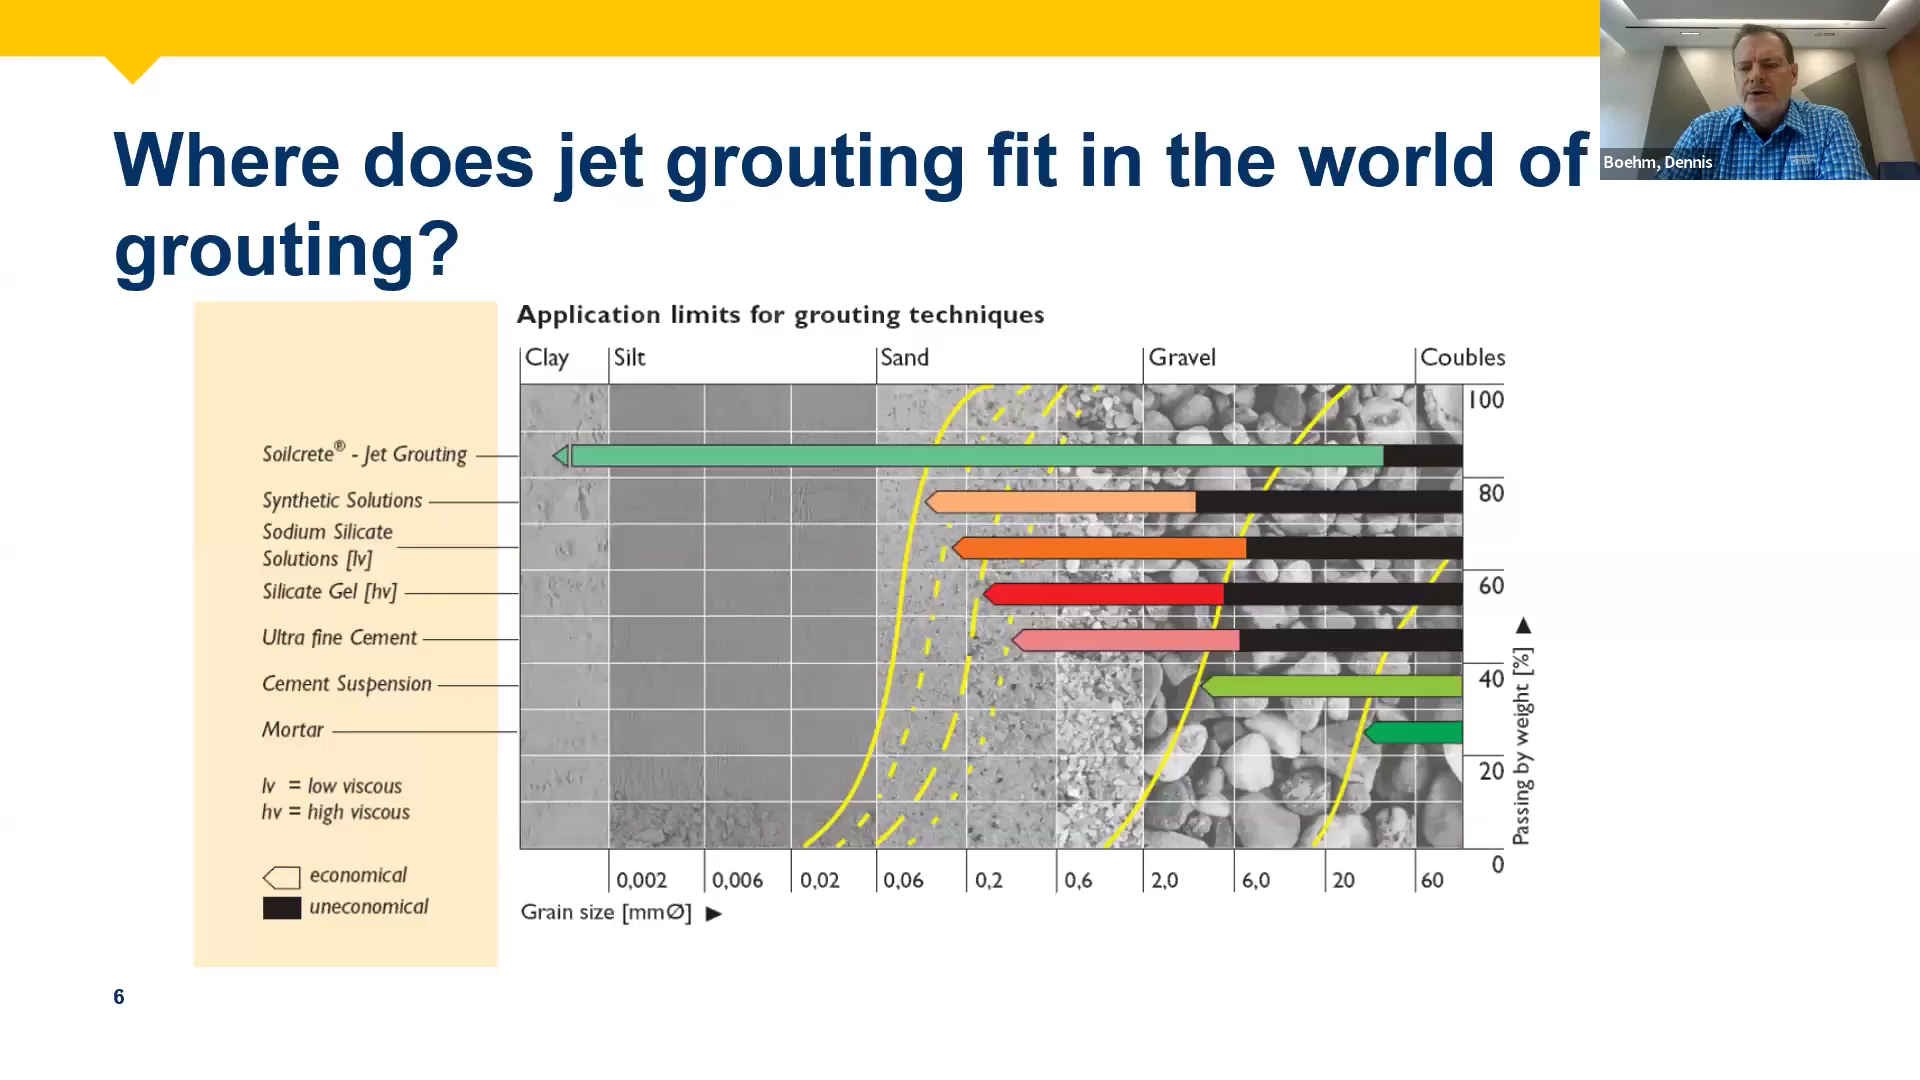 Where does jet grouting fit in the world of
grouting?
Boehm, Dennis
Application limits for grouting techniques
Clay
Silt
Sand
Gravel
Coubles
Soilcrete® - Jet Grouting
Synthetic Solutions
Sodium Silicate
Solutions [lv]
Silicate Gel [hv]
Ultra fine Cement
Cement Suspension
Mortar
lv = low viscous
hv = high viscous
economical
uneconomical
100
80
60
40
20
0
Passing by weight [%] ▶
0,002
0,006
0,02
0,06
0,2
0,6
2,0
6,0
20
60
Grain size [mmØ] ▶
6